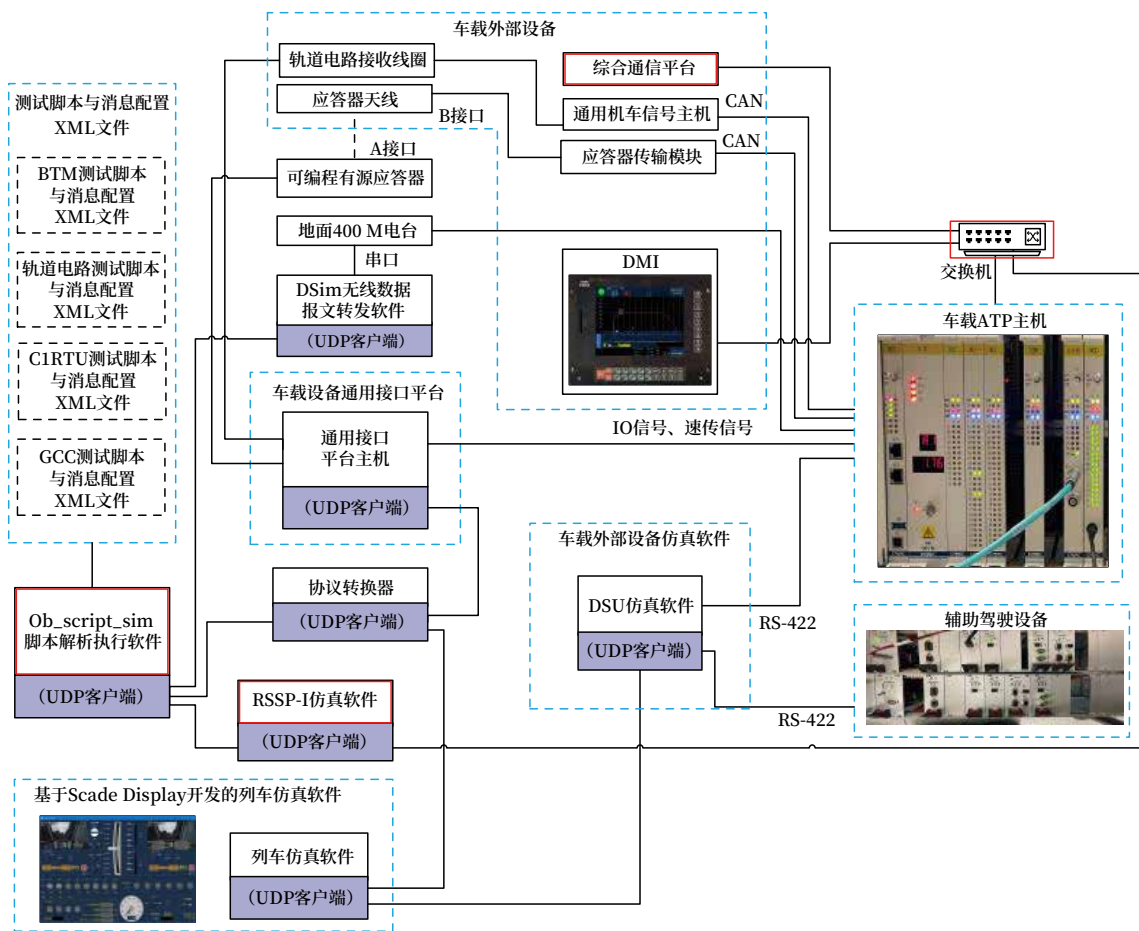 车载外部设备
轨道电路接收线圈
综合通信平台
应答器天线
B接口
通用机车信号主机
CAN
A接口
应答器传输模块
CAN
可编程有源应答器
地面400 M电台
串口
DSim无线数据
报文转发软件
(UDP客户端)
DMI
交换机
测试脚本与消息配置
XML文件
BTM测试脚本
与消息配置
XML文件
轨道电路测试脚本
与消息配置
XML文件
C1RTU测试脚本
与消息配置
XML文件
GCC测试脚本
与消息配置
XML文件
车载设备通用接口平台
通用接口
平台主机
(UDP客户端)
IO信号、速传信号
车载ATP主机
车载外部设备仿真软件
DSU仿真软件
(UDP客户端)
RS-422
RS-422
辅助驾驶设备
协议转换器
(UDP客户端)
Ob_script_sim
脚本解析执行软件
(UDP客户端)
RSSP-I仿真软件
(UDP客户端)
基于Scade Display开发的列车仿真软件
列车仿真软件
(UDP客户端)